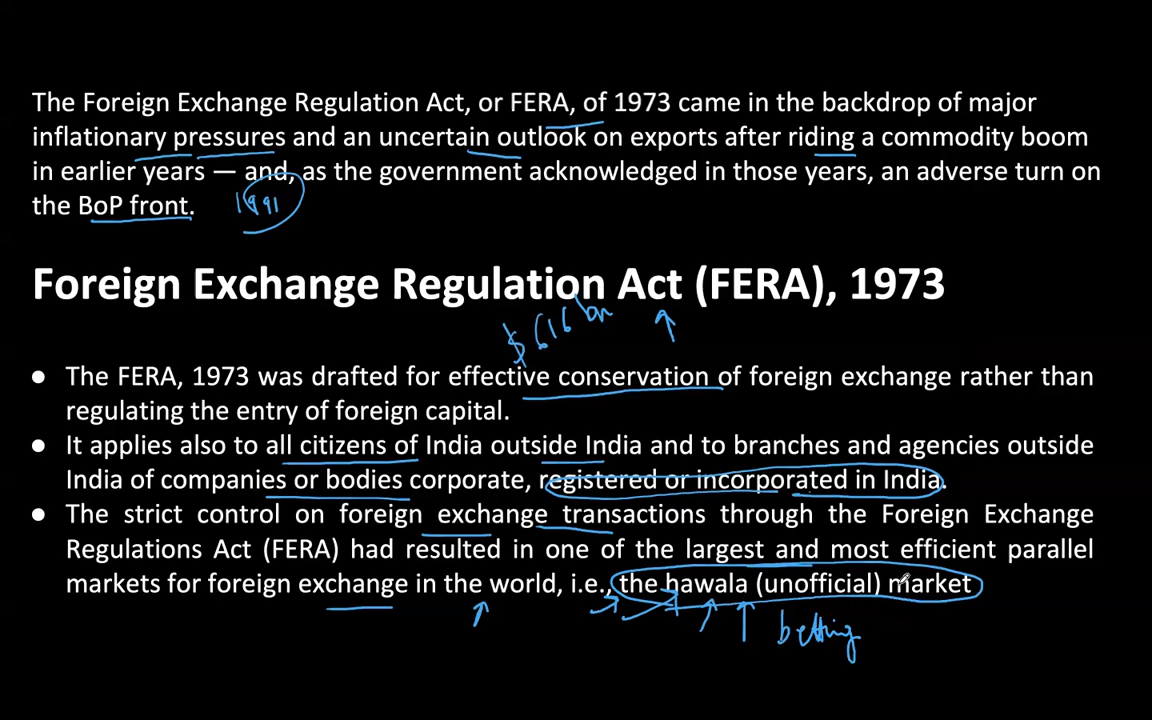 The Foreign Exchange Regulation Act, or FERA, of 1973 came in the backdrop of major
inflationary pressures and an uncertain outlook on exports after riding a commodity boom
in earlier years — and, as the government acknowledged in those years, an adverse turn on
the BoP front. 1991
Foreign Exchange Regulation Act (FERA), 1973
$616 bn
● The FERA, 1973 was drafted for effective conservation of foreign exchange rather than
regulating the entry of foreign capital.
● It applies also to all citizens of India outside India and to branches and agencies outside
India of companies or bodies corporate, registered or incorporated in India.
● The strict control on foreign exchange transactions through the Foreign Exchange
Regulations Act (FERA) had resulted in one of the largest and most efficient parallel
markets for foreign exchange in the world, i.e., the hawala (unofficial) market
betting